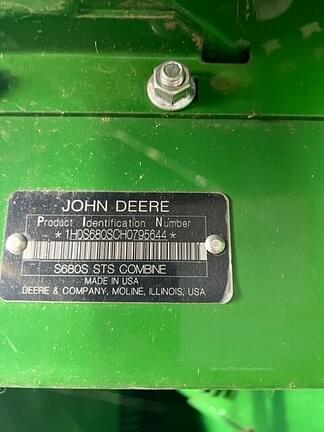 JOHN DEERE
Product Identification Number
*1H0S680SCH0795644*
S680S STS COMBINE
MADE IN USA
DEERE & COMPANY, MOLINE, ILLINOIS, USA